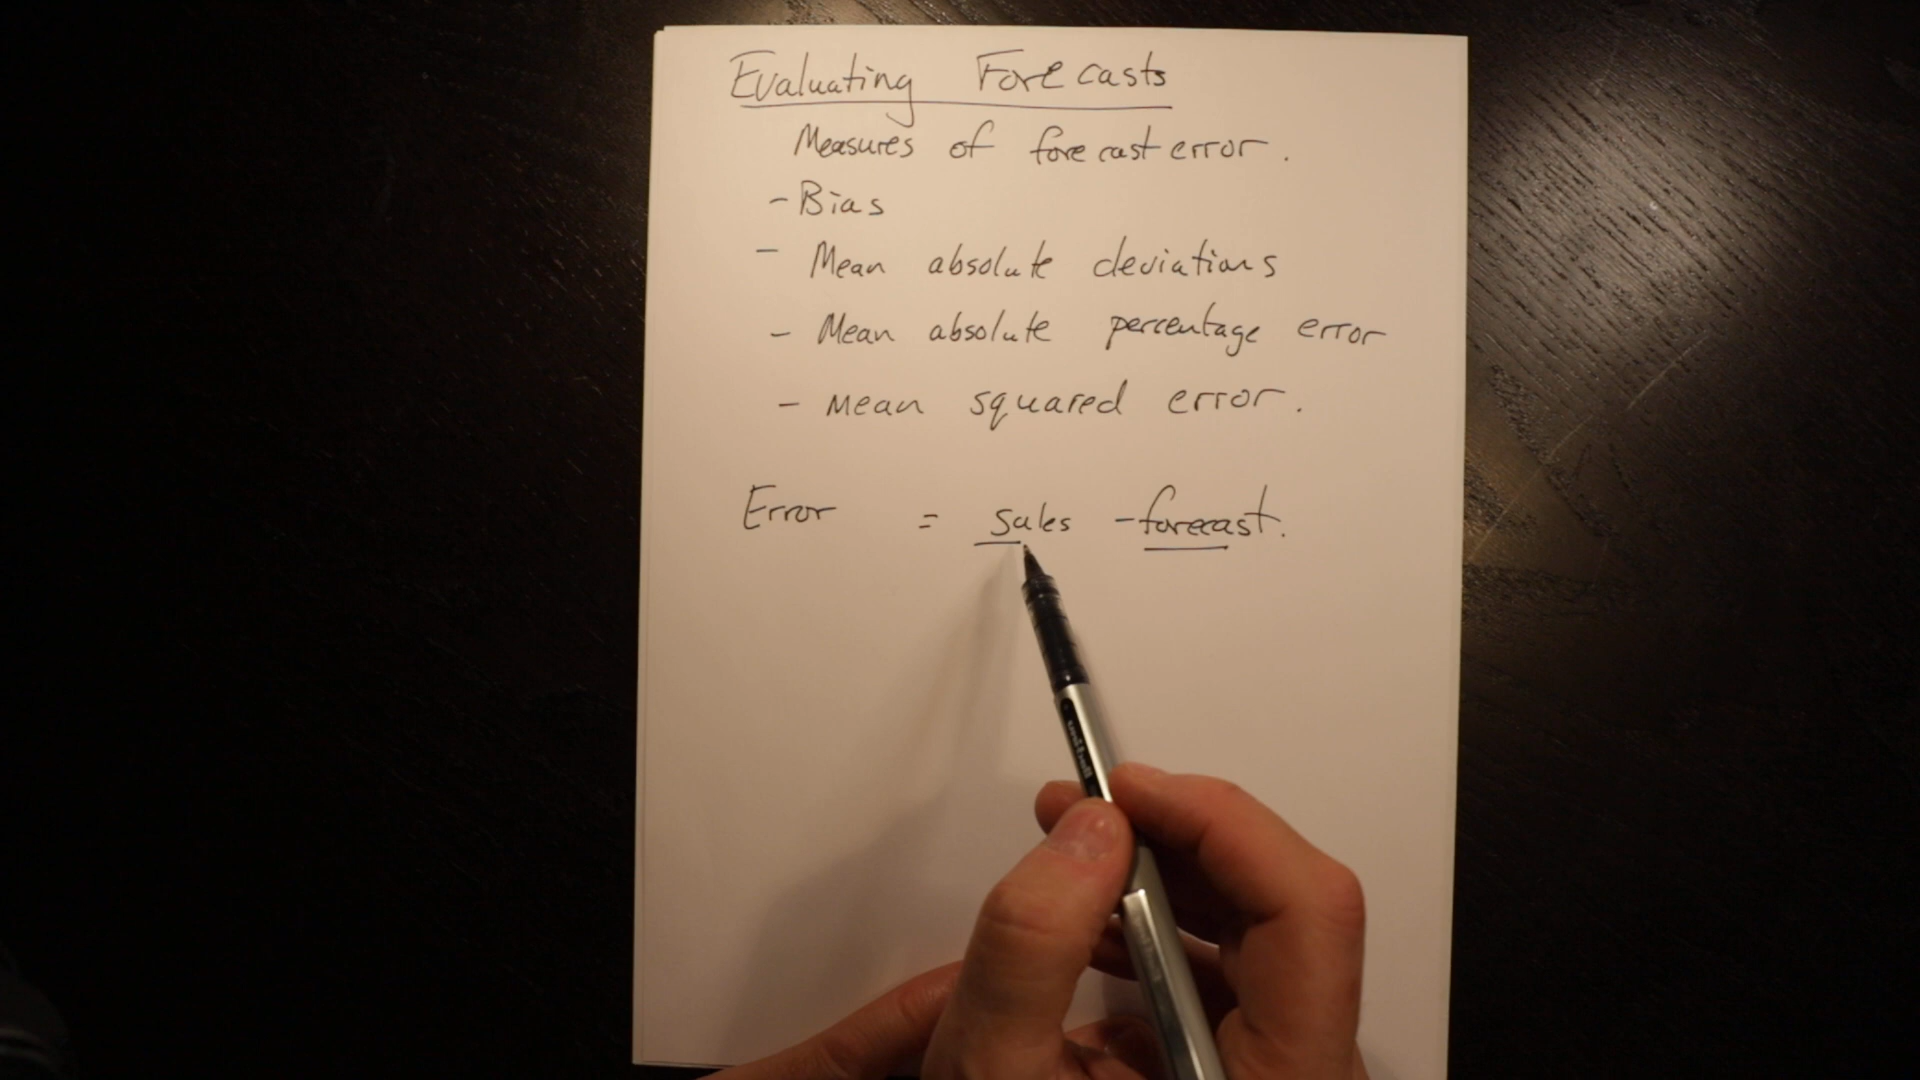 Evaluating Forecasts
Measures of forecast error.
- Bias
- Mean absolute deviations
- Mean absolute percentage error
- Mean squared error.
Error = sales - forecast.
uniball